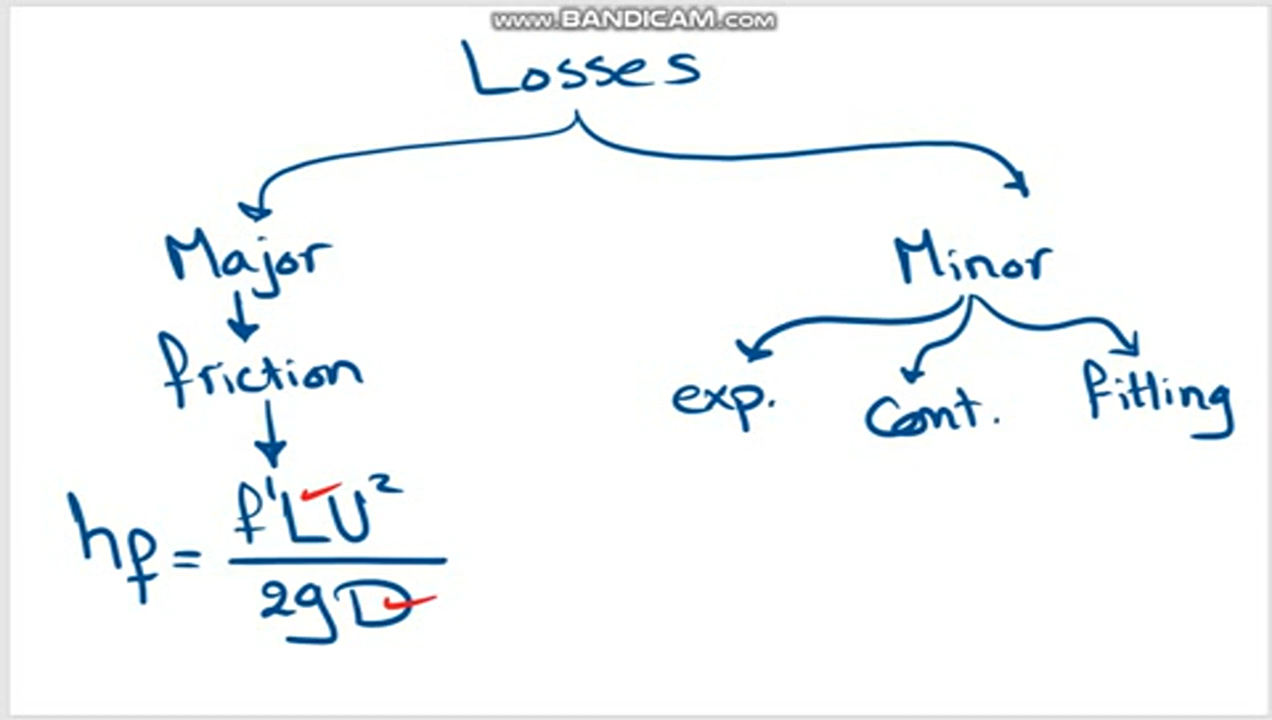 www.BANDICAM.com
Losses
Major
Minor
friction
exp.
Cont.
fitting
hf = f'LU²
2gD